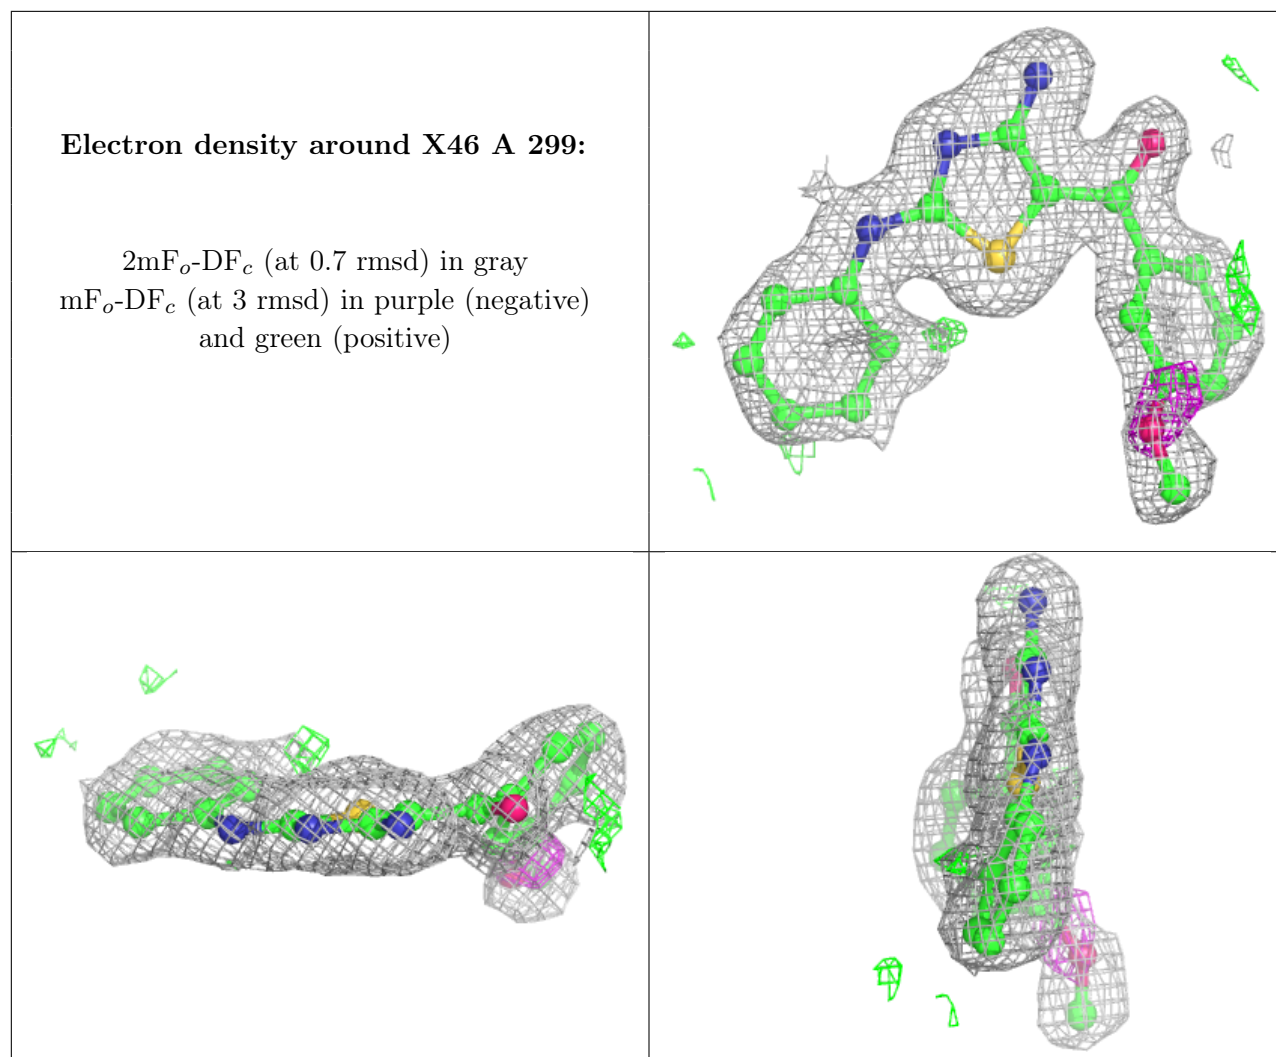 Electron density around X46 A 299:
2mFₒ-DF𝒸 (at 0.7 rmsd) in gray
mFₒ-DF𝒸 (at 3 rmsd) in purple (negative)
and green (positive)